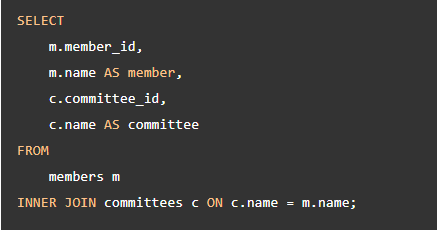 SELECT
    m.member_id,
    m.name AS member,
    c.committee_id,
    c.name AS committee
FROM
    members m
INNER JOIN committees c ON c.name = m.name;